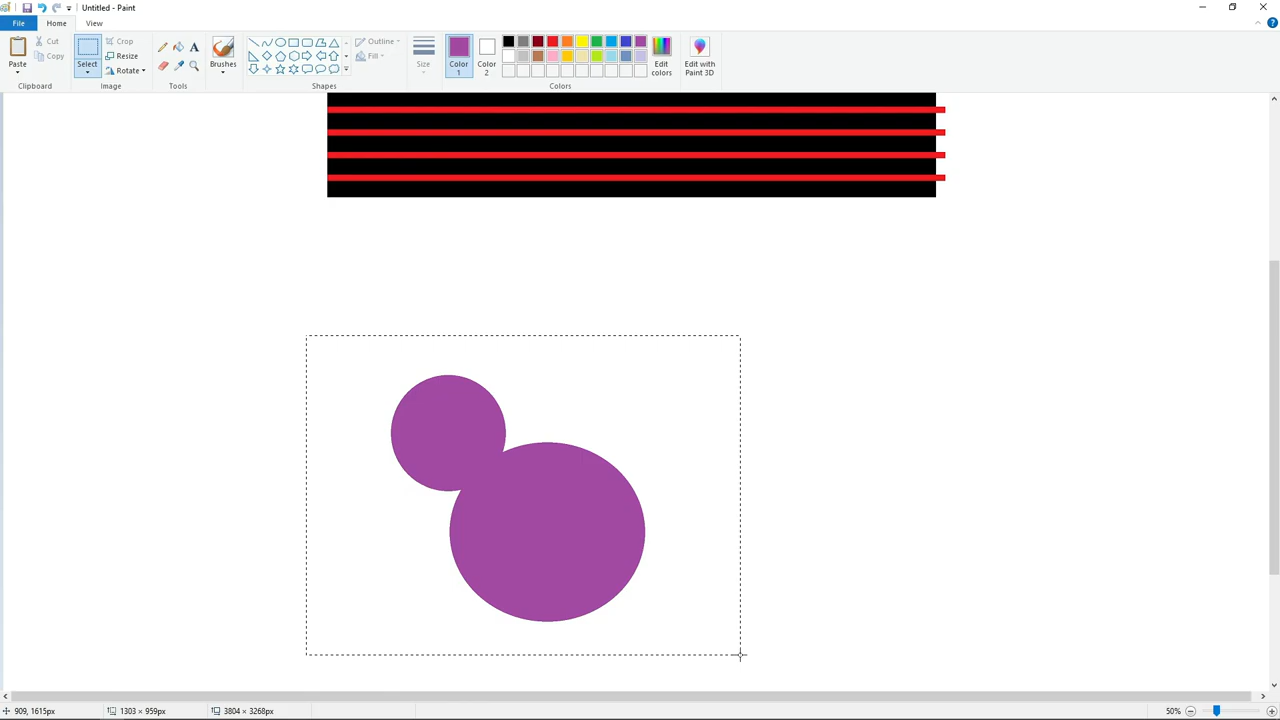 Untitled - Paint
File Home View
Paste
Cut
Copy
Clipboard
Select
Crop
Resize
Rotate
Image
Tools
Brushes
Shapes
Outline
Fill
Size
Color 1
Color 2
Edit colors
Colors
Edit with Paint 3D
909, 1615px
1303 × 959px
3804 × 3268px
50%